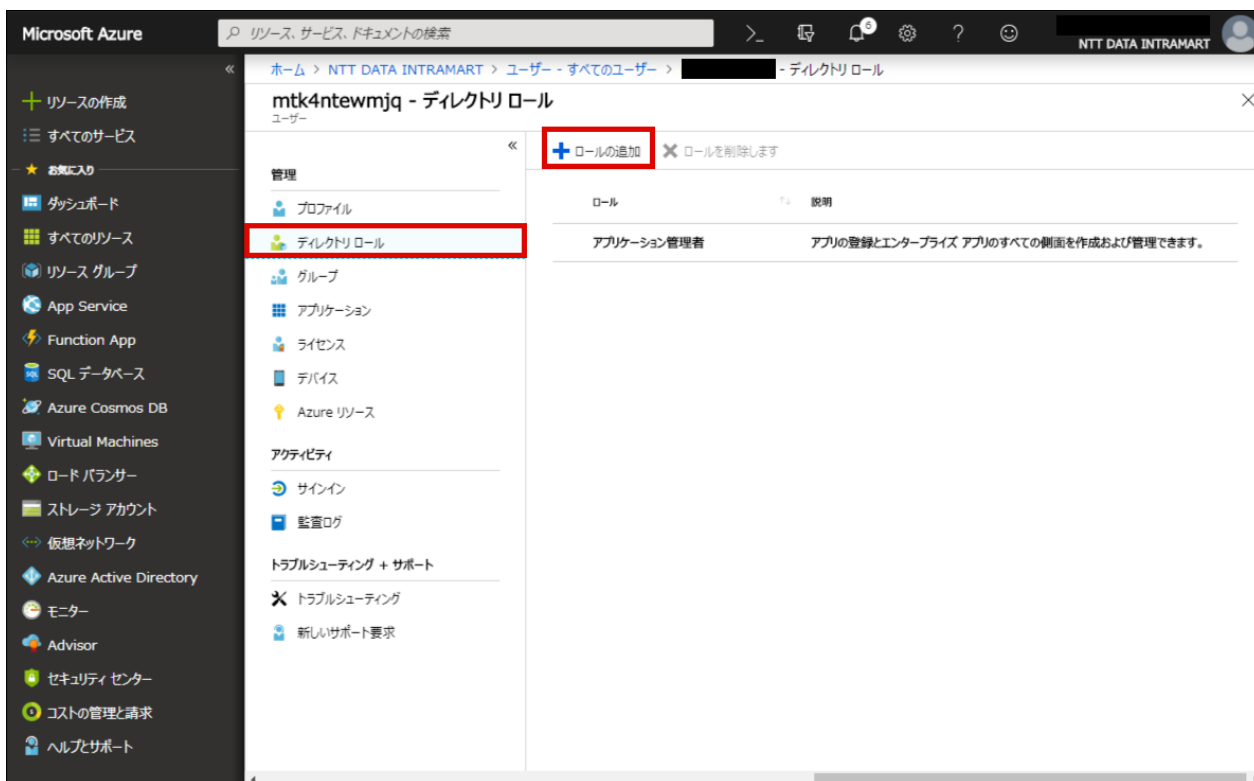 Microsoft Azure
リソース、サービス、ドキュメントの検索
6
NTT DATA INTRAMART
ホーム > NTT DATA INTRAMART > ユーザー - すべてのユーザー > - ディレクトリ ロール
mtk4ntewmjq - ディレクトリ ロール
ユーザー
リソースの作成
すべてのサービス
お気に入り
ダッシュボード
すべてのリソース
リソース グループ
App Service
Function App
SQL データベース
Azure Cosmos DB
Virtual Machines
ロード バランサー
ストレージ アカウント
仮想ネットワーク
Azure Active Directory
モニター
Advisor
セキュリティ センター
コストの管理と請求
ヘルプとサポート
管理
プロファイル
ディレクトリ ロール
グループ
アプリケーション
ライセンス
デバイス
Azure リソース
アクティビティ
サインイン
監査ログ
トラブルシューティング + サポート
トラブルシューティング
新しいサポート要求
ロールの追加 ロールを削除します
ロール 説明
アプリケーション管理者 アプリの登録とエンタープライズ アプリのすべての側面を作成および管理できます。